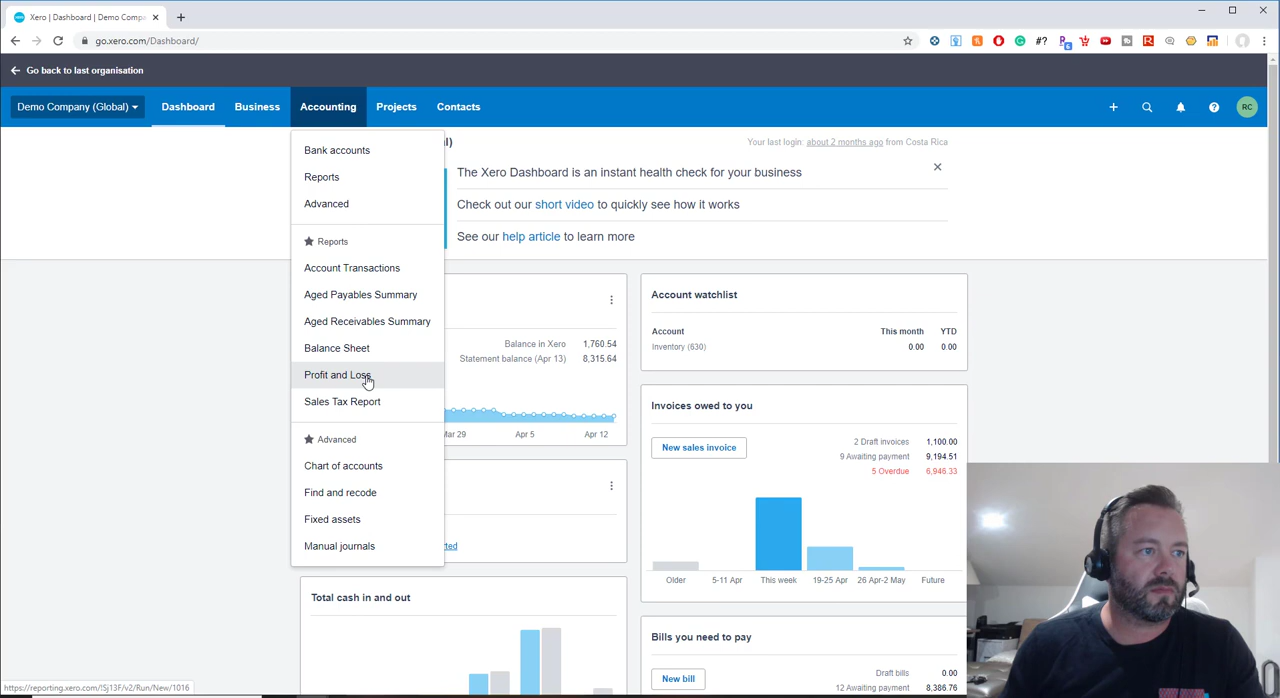 Xero | Dashboard | Demo Compa
go.xero.com/Dashboard/
#?
6
Go back to last organisation
Demo Company (Global)
Dashboard
Business
Accounting
Projects
Contacts
RC
Bank accounts
Reports
Advanced
Reports
Account Transactions
Aged Payables Summary
Aged Receivables Summary
Balance Sheet
Profit and Loss
Sales Tax Report
Advanced
Chart of accounts
Find and recode
Fixed assets
Manual journals
Your last login: about 2 months ago from Costa Rica
The Xero Dashboard is an instant health check for your business
Check out our short video to quickly see how it works
See our help article to learn more
Balance in Xero 1,760.54
Statement balance (Apr 13) 8,315.64
Mar 29 Apr 5 Apr 12
Total cash in and out
Account watchlist
Account This month YTD
Inventory (630) 0.00 0.00
Invoices owed to you
New sales invoice
2 Draft invoices 1,100.00
9 Awaiting payment 9,194.51
5 Overdue 6,946.33
Older 5-11 Apr This week 19-25 Apr 26 Apr-2 May Future
Bills you need to pay
New bill
Draft bills 0.00
12 Awaiting payment 8,386.76
https://reporting.xero.com/!Sj13F/v2/Run/New/1016